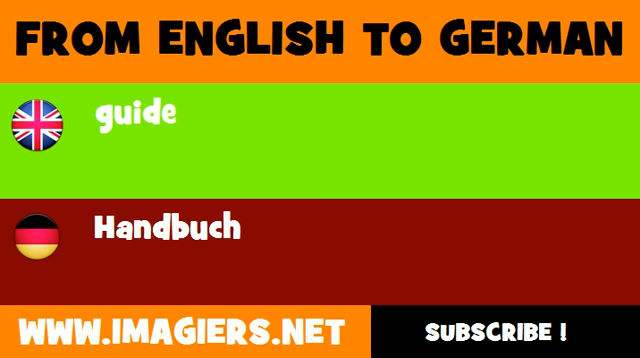 FROM ENGLISH TO GERMAN
guide
Handbuch
WWW.IMAGIERS.NET
SUBSCRIBE !